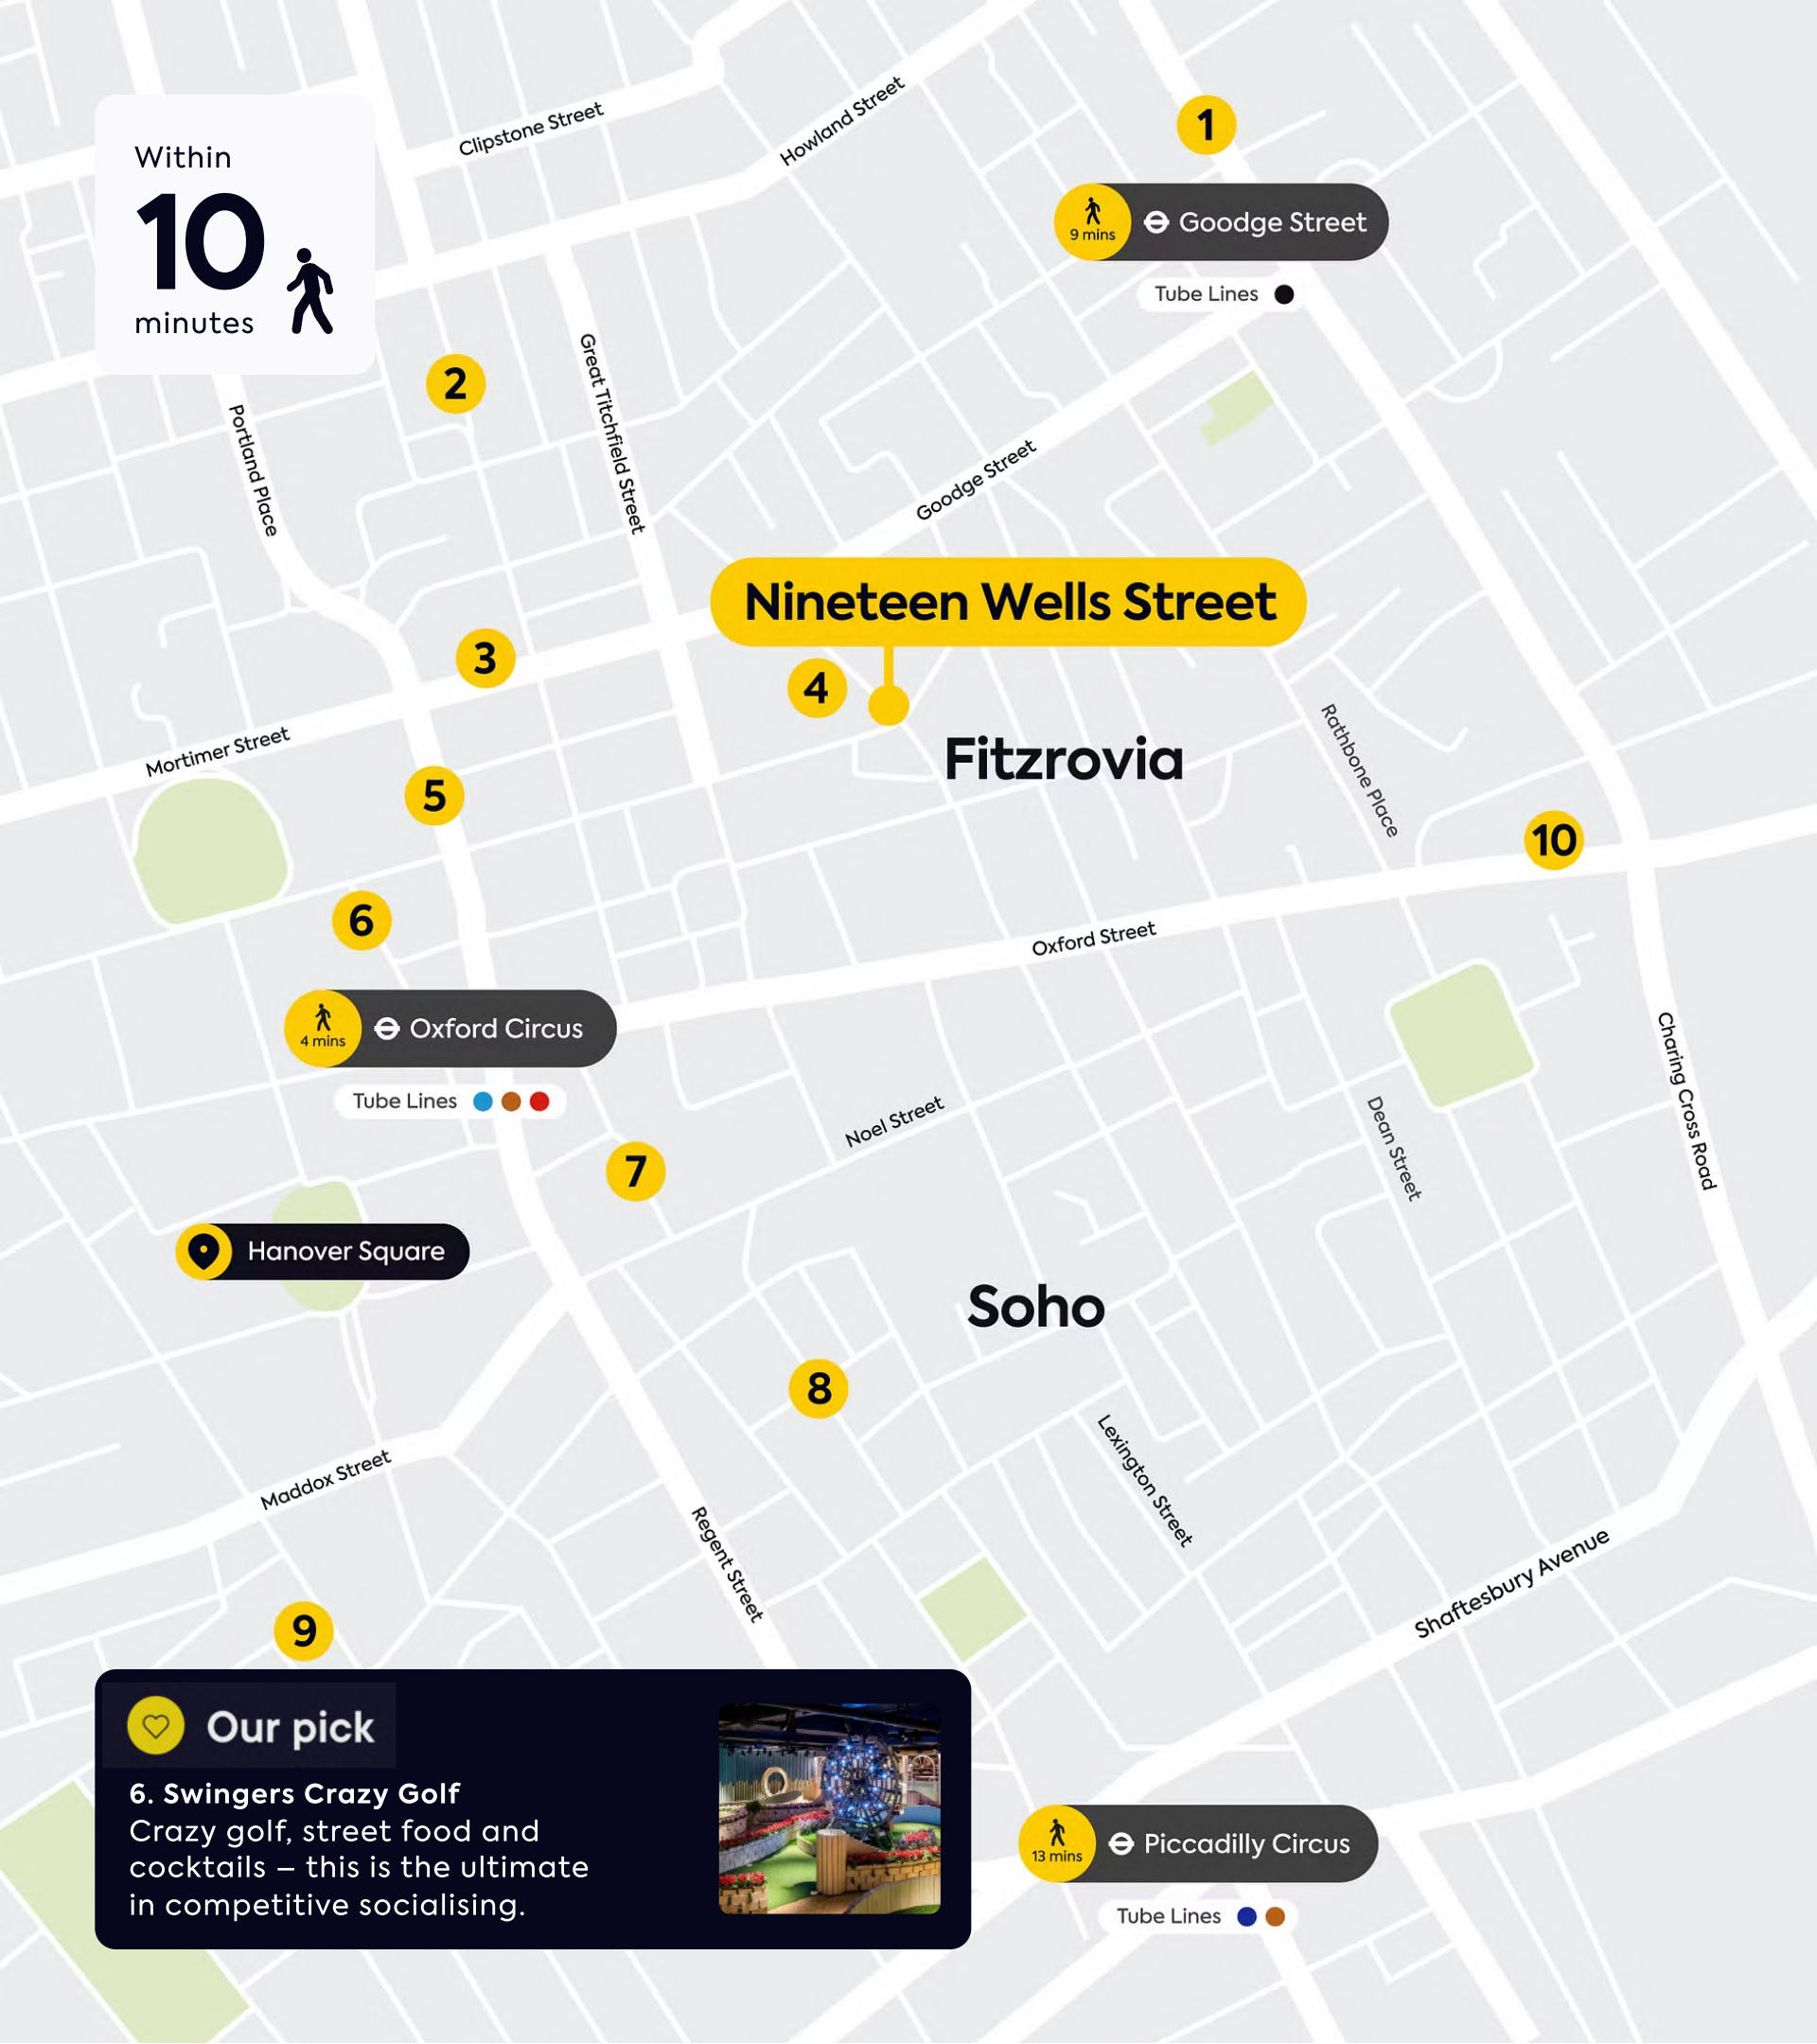 Within
10
minutes
Clipstone Street
Howland Street
1
9 mins
Goodge Street
Tube Lines
2
Portland Place
Great Titchfield Street
Goodge Street
Nineteen Wells Street
3
4
Fitzrovia
Mortimer Street
Rathbone Place
5
10
6
Oxford Street
4 mins
Oxford Circus
Tube Lines
Charing Cross Road
Noel Street
Dean Street
7
Hanover Square
Soho
8
Lexington Street
Maddox Street
Regent Street
Shaftesbury Avenue
9
Our pick
6. Swingers Crazy Golf
Crazy golf, street food and
cocktails – this is the ultimate
in competitive socialising.
13 mins
Piccadilly Circus
Tube Lines